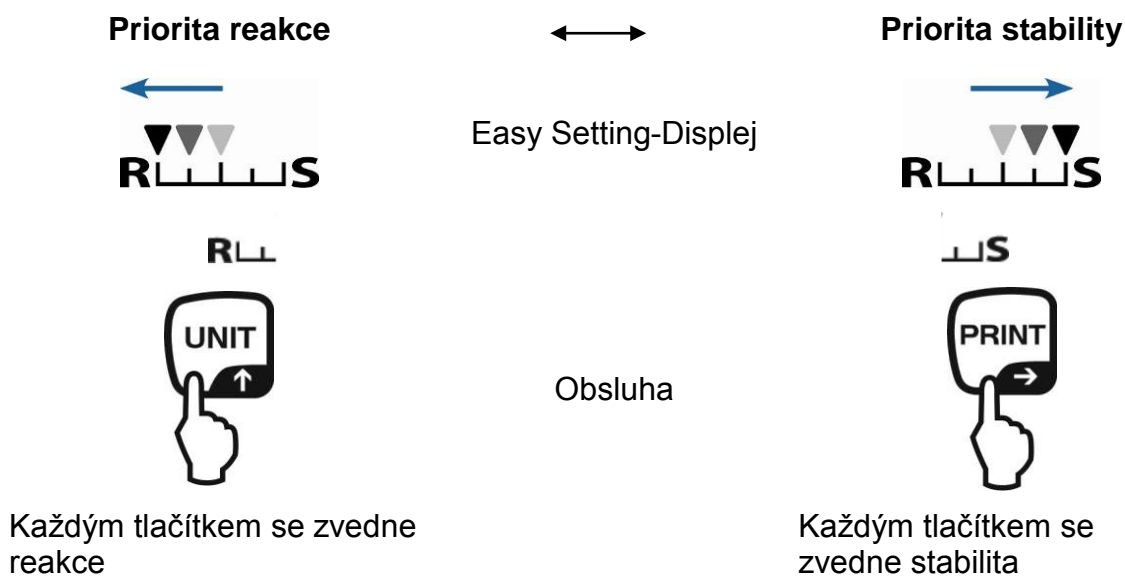 Priorita reakce
Priorita stability
Easy Setting-Displej
R S
R S
R
S
UNIT
PRINT
Obsluha
Každým tlačítkem se zvedne
reakce
Každým tlačítkem se
zvedne stabilita